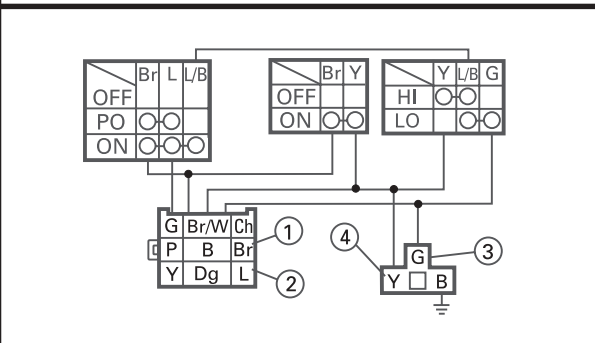 Br L L/B
OFF
PO
ON
Br Y
OFF
ON
Y L/B G
HI
LO
G Br/W Ch
P B Br
Y Dg L
1
2
G
Y B
3
4